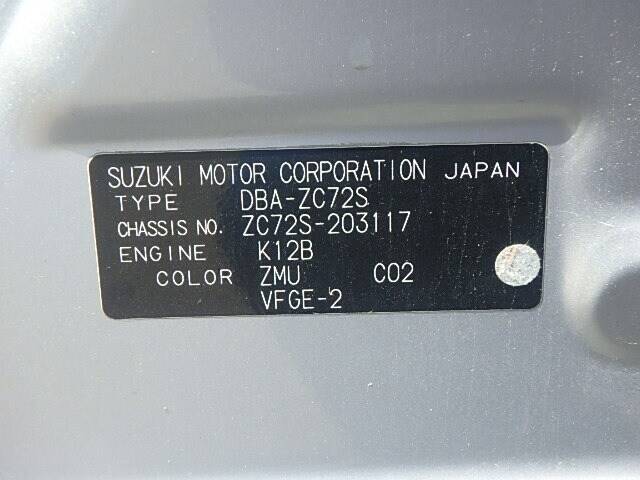 SUZUKI MOTOR CORPORATION JAPAN
TYPE DBA-ZC72S
CHASSIS NO. ZC72S-203117
ENGINE K12B
COLOR ZMU C02
VFGE-2